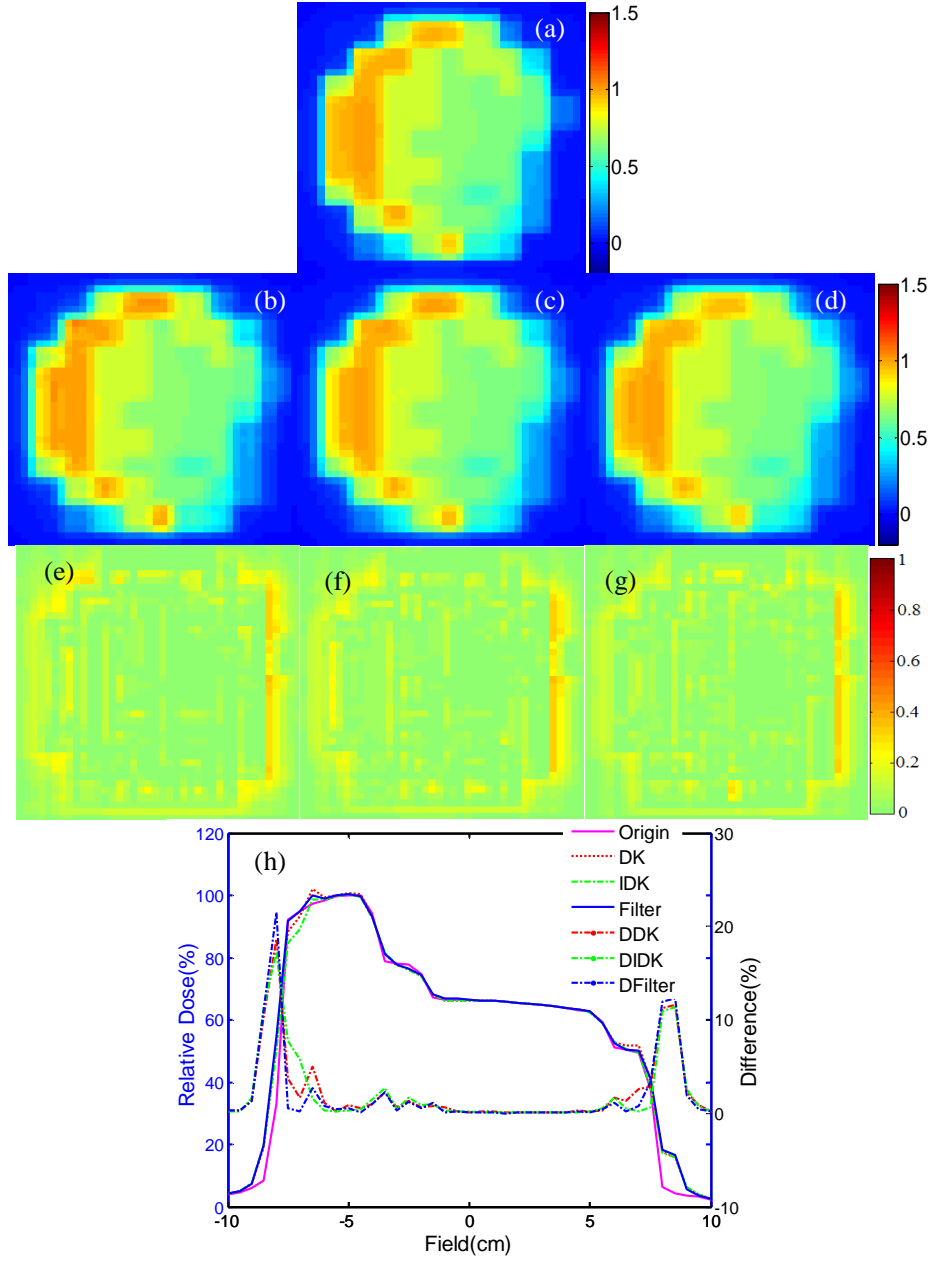 (a)
1.5
1
0.5
0
(b)
(c)
(d)
1.5
1
0.5
0
(e)
(f)
(g)
1
0.8
0.6
0.4
0.2
0
(h)
120
100
80
60
40
20
0
Relative Dose(%)
Origin
DK
IDK
Filter
DDK
DIDK
DFilter
30
20
10
0
-10
Difference(%)
-10
-5
0
5
10
Field(cm)